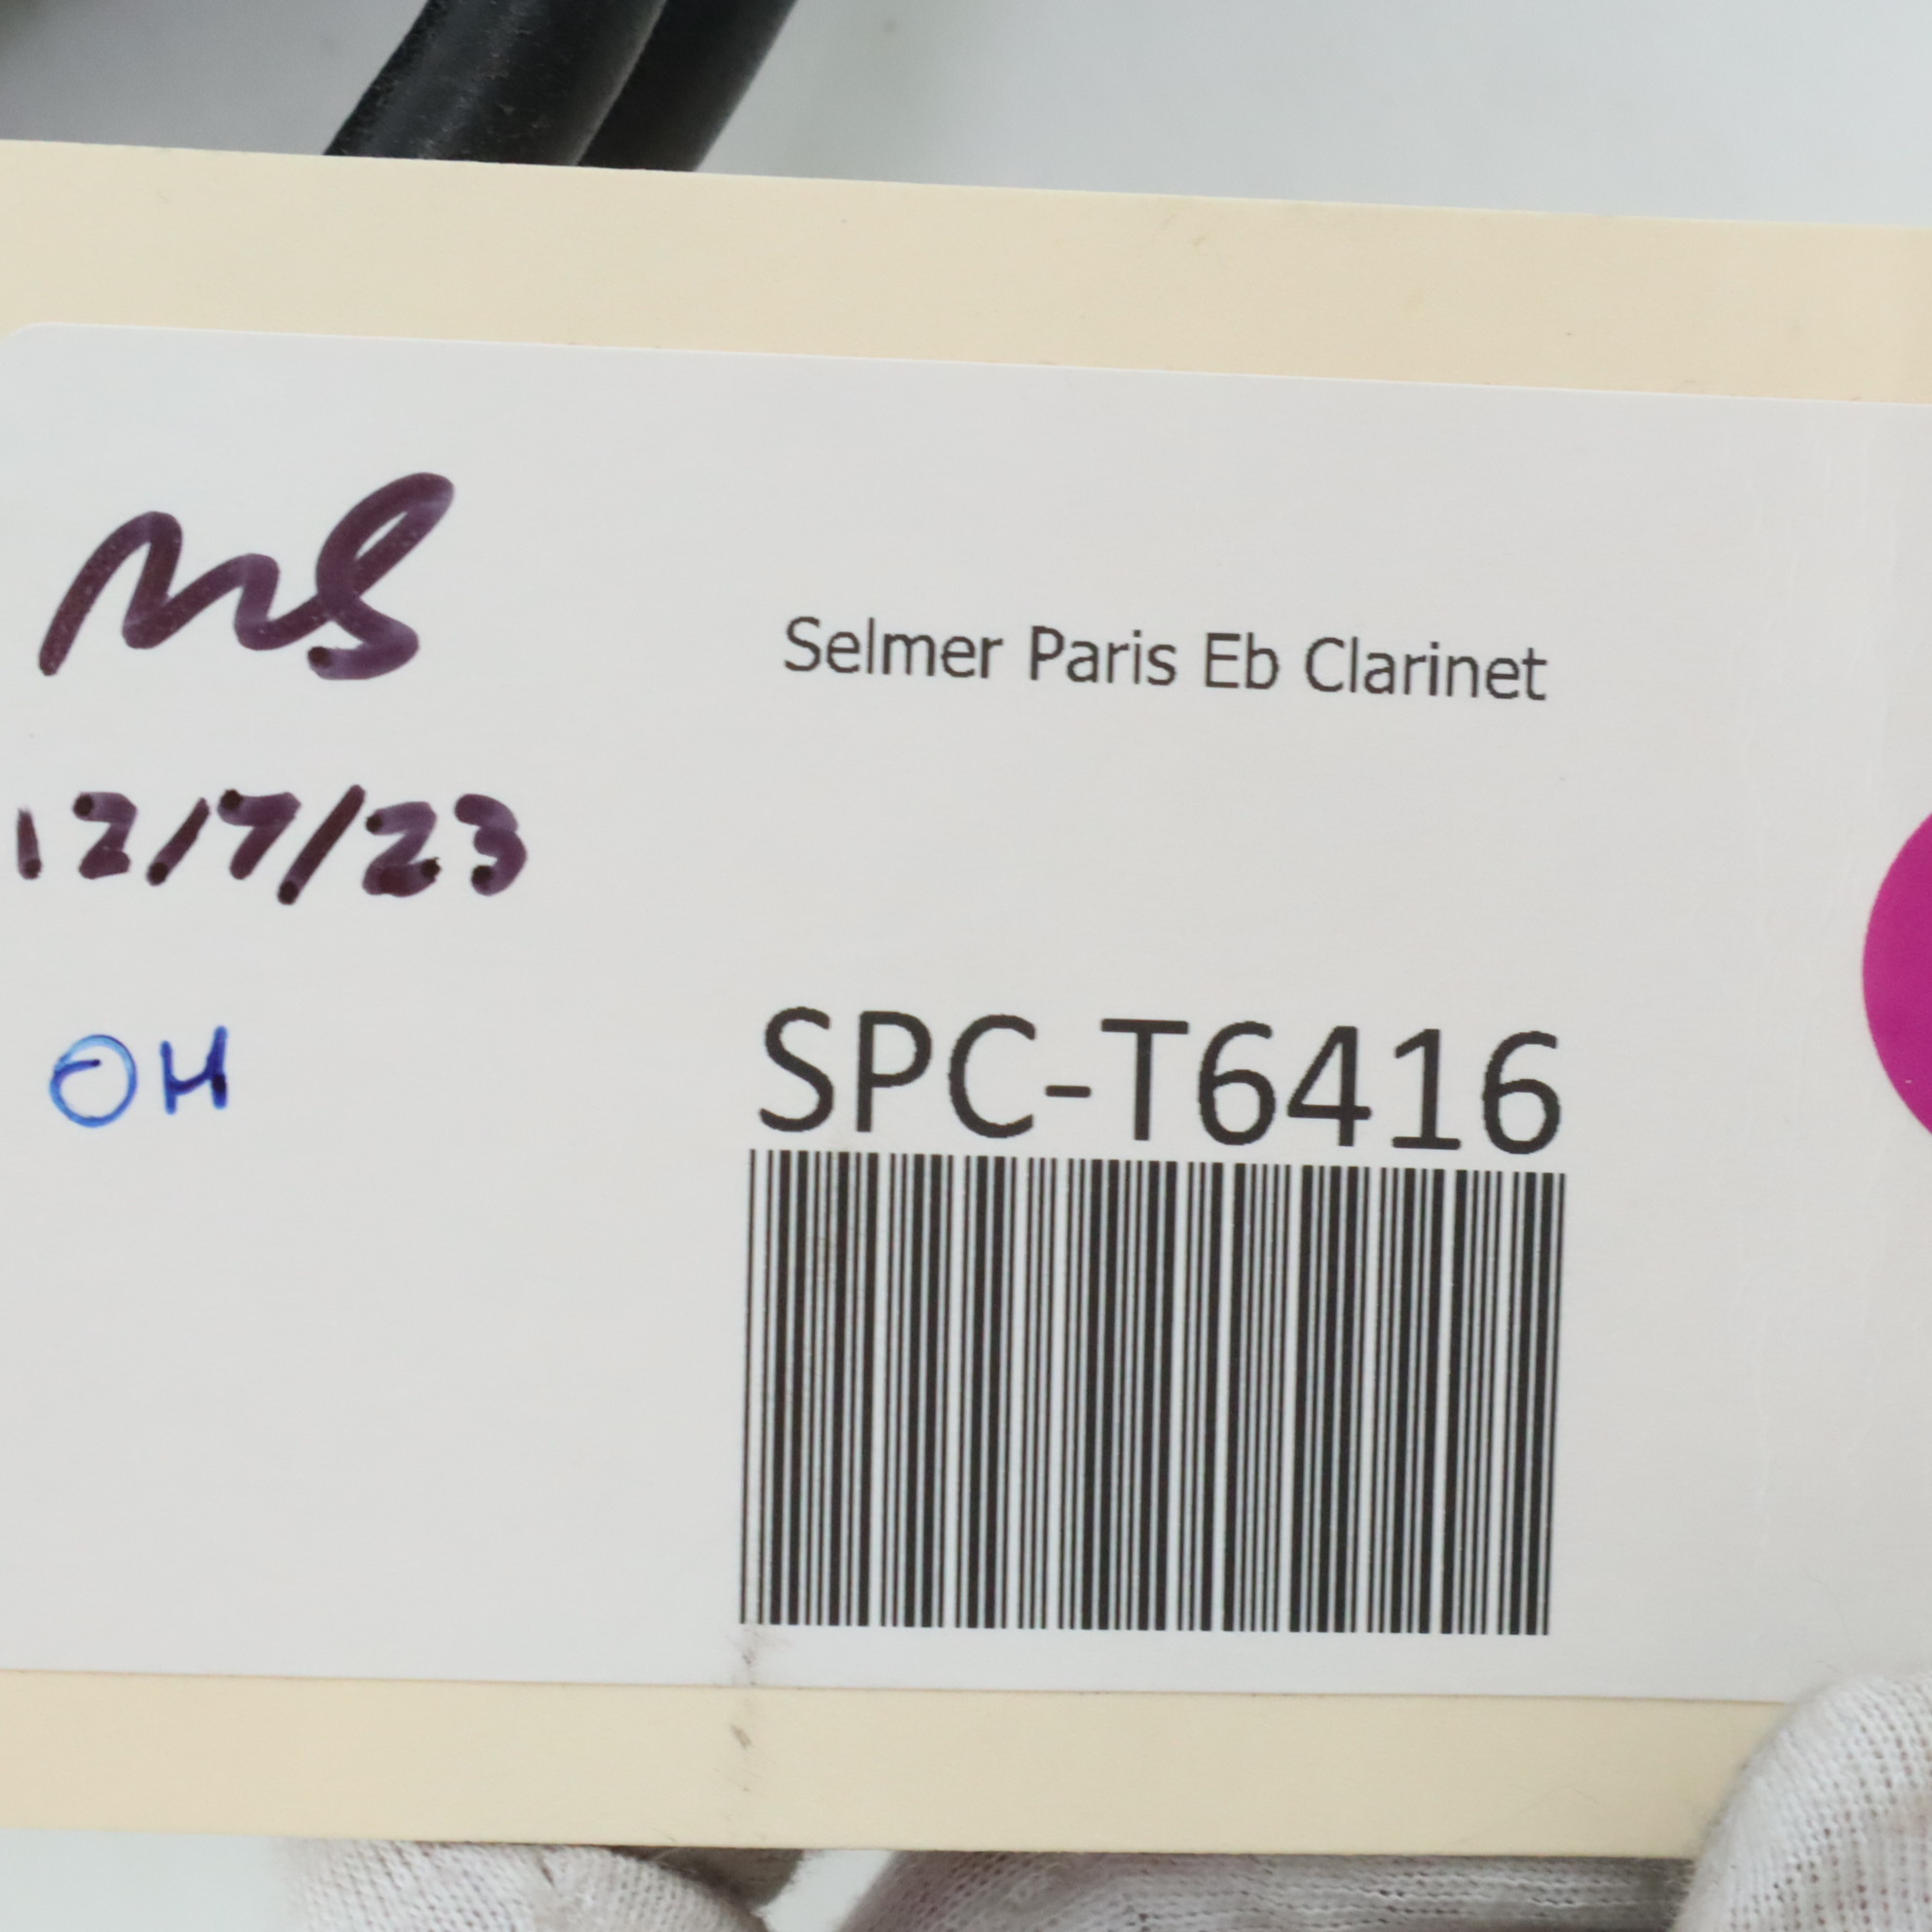 MS
12/7/23
OH
Selmer Paris Eb Clarinet
SPC-T6416